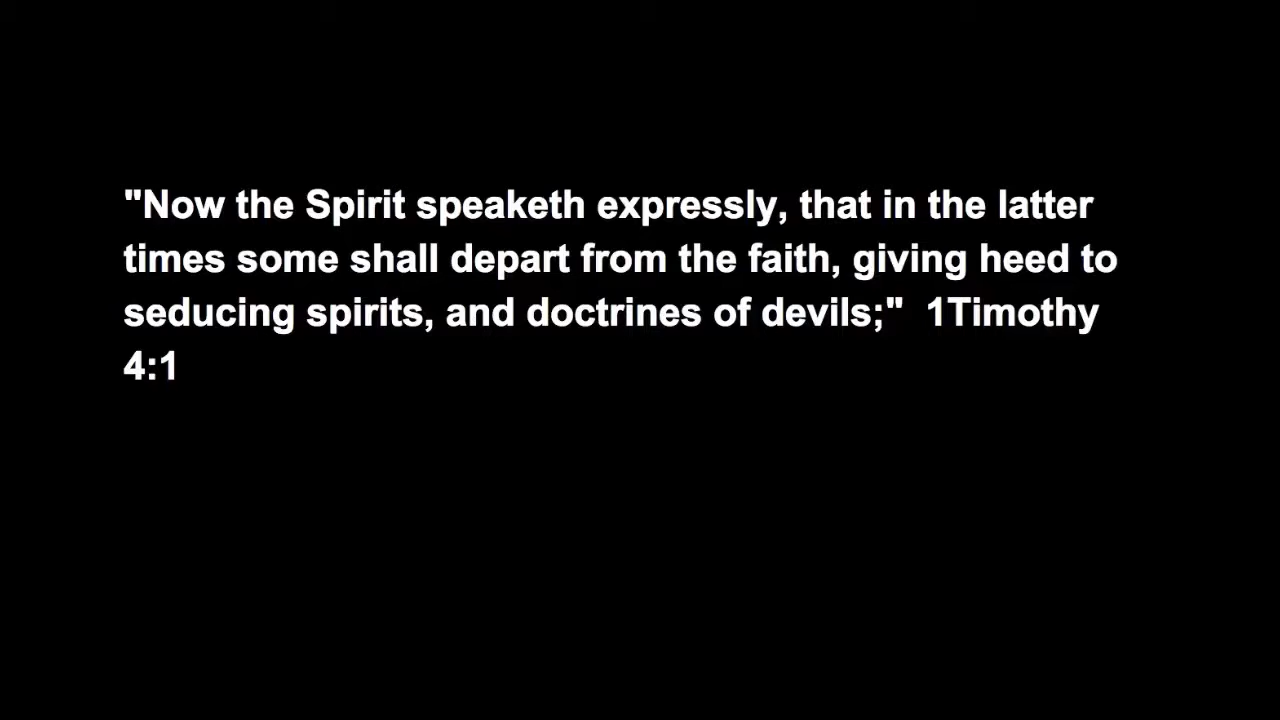 "Now the Spirit speaketh expressly, that in the latter
times some shall depart from the faith, giving heed to
seducing spirits, and doctrines of devils;"  1Timothy
4:1